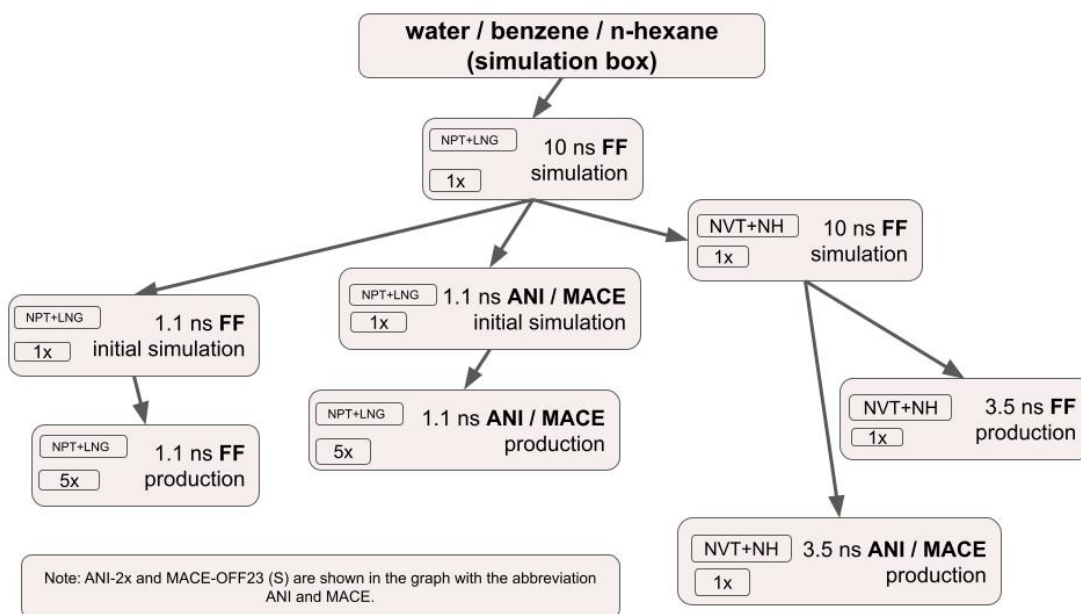 water / benzene / n-hexane
(simulation box)
NPT+LNG
10 ns FF
simulation
1x
NVT+NH
10 ns FF
simulation
1x
NPT+LNG
1.1 ns FF
initial simulation
1x
NPT+LNG
1.1 ns ANI / MACE
initial simulation
1x
NPT+LNG
1.1 ns FF
production
5x
NPT+LNG
1.1 ns ANI / MACE
production
5x
NVT+NH
3.5 ns FF
production
1x
NVT+NH
3.5 ns ANI / MACE
production
1x
Note: ANI-2x and MACE-OFF23 (S) are shown in the graph with the abbreviation
ANI and MACE.